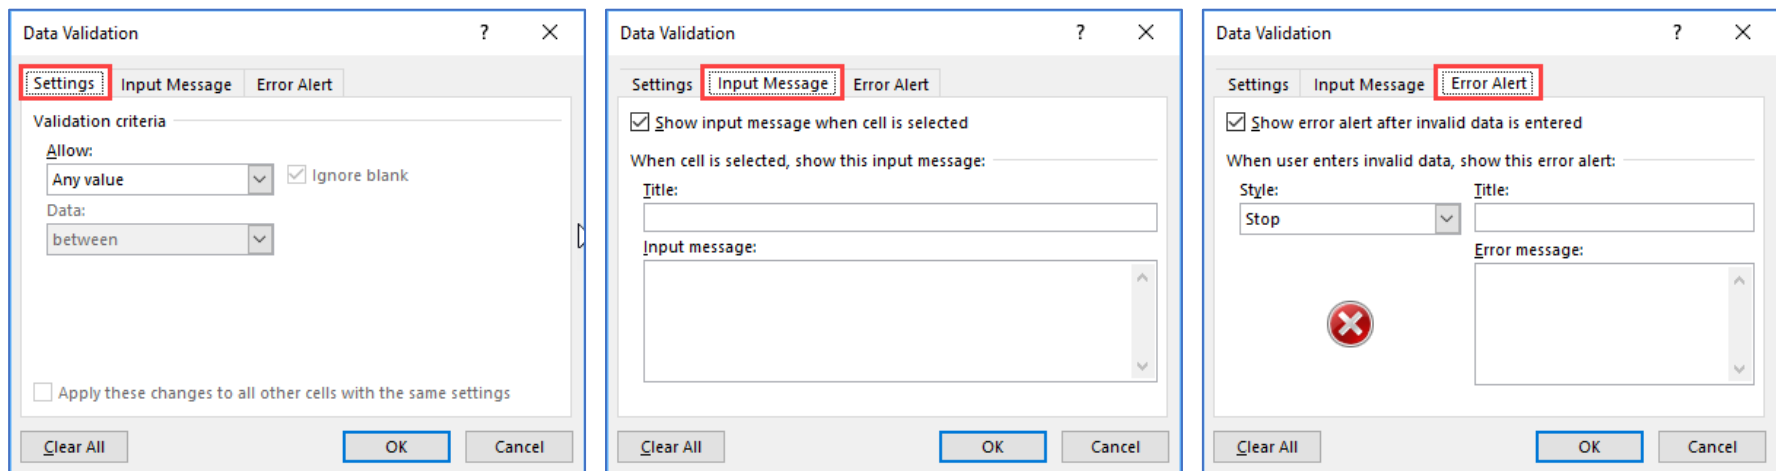 Data Validation ? ×
Settings Input Message Error Alert
Validation criteria
Allow:
Any value Ignore blank
Data:
between
Apply these changes to all other cells with the same settings
Clear All OK Cancel
Data Validation ? ×
Settings Input Message Error Alert
Show input message when cell is selected
When cell is selected, show this input message:
Title:
Input message:
Clear All OK Cancel
Data Validation ? ×
Settings Input Message Error Alert
Show error alert after invalid data is entered
When user enters invalid data, show this error alert:
Style: Title:
Stop
Error message:
Clear All OK Cancel